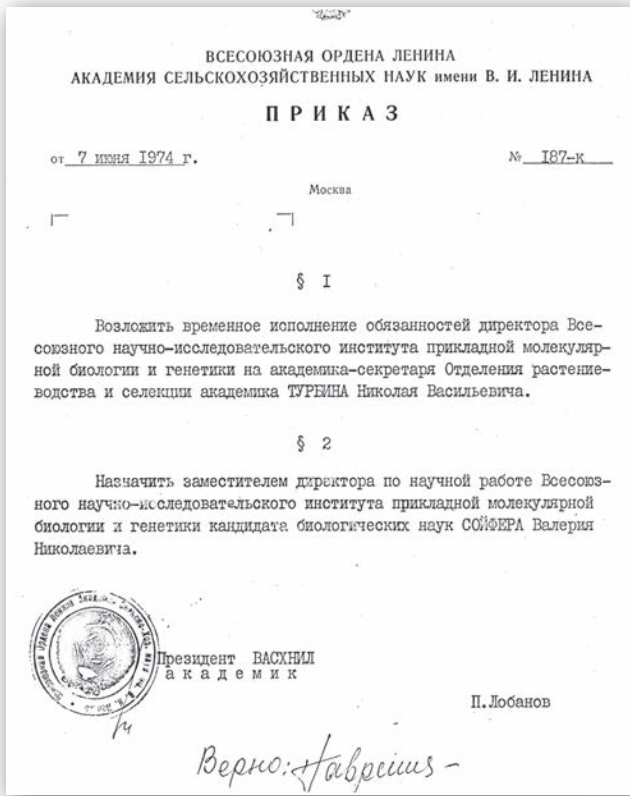 ВСЕСОЮЗНАЯ ОРДЕНА ЛЕНИНА
АКАДЕМИЯ СЕЛЬСКОХОЗЯЙСТВЕННЫХ НАУК имени В. И. ЛЕНИНА
ПРИКАЗ
от 7 июня 1974 г. № 187-к
Москва
§ I
Возложить временное исполнение обязанностей директора Все-
союзного научно-исследовательского института прикладной молекуляр-
ной биологии и генетики на академика-секретаря Отделения растение-
водства и селекции академика ТУРБИНА Николая Васильевича.
§ 2
Назначить заместителем директора по научной работе Всесоюз-
ного научно-исследовательского института прикладной молекулярной
биологии и генетики кандидата биологических наук СОЙФЕРА Валерия
Николаевича.
Президент ВАСХНИЛ
академик
П.Лобанов
Верно: